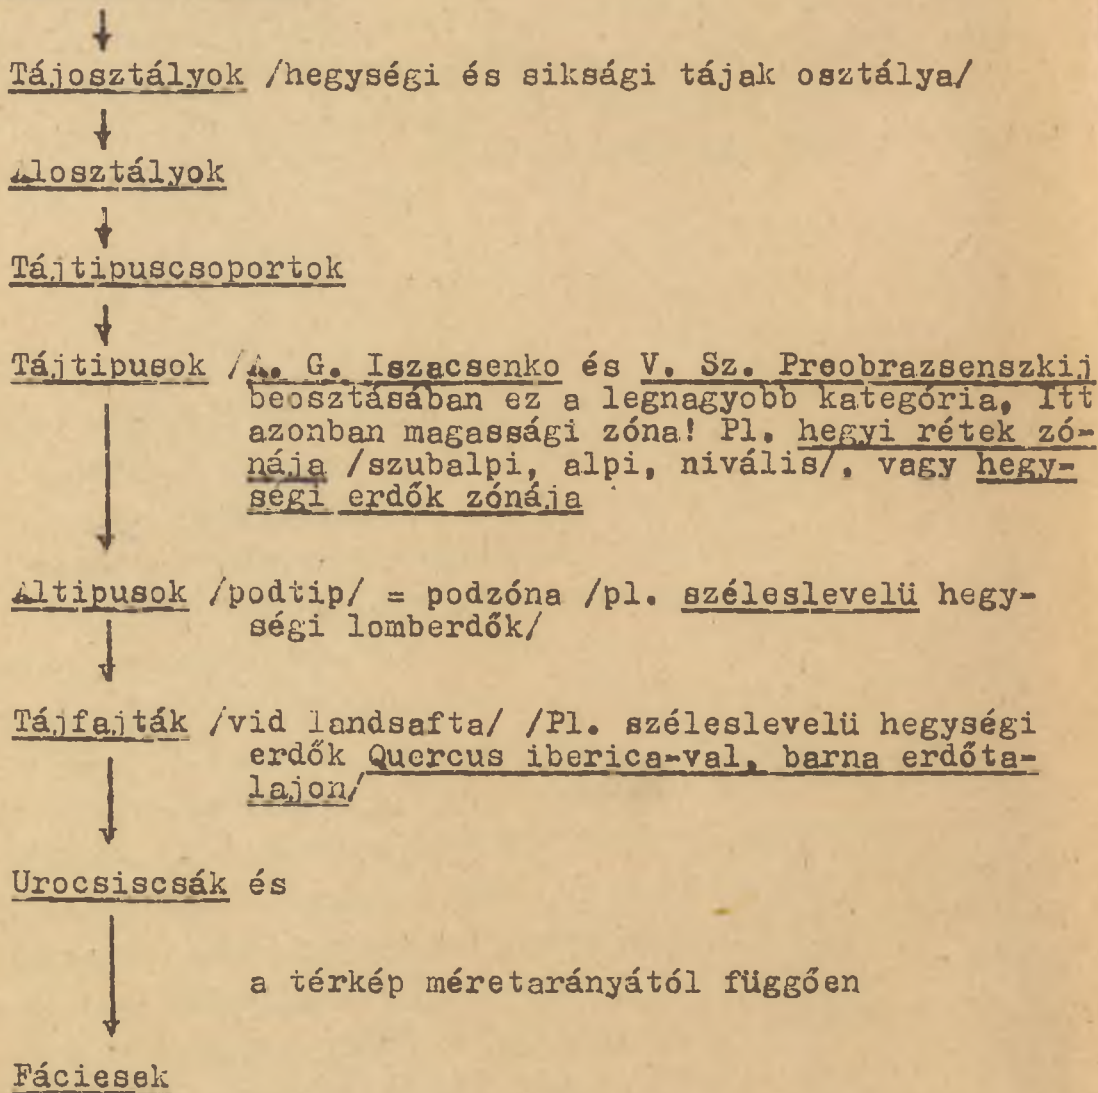 Tájosztályok /hegységi és siksági tájak osztálya/
Alosztályok
Tájtipuscsoportok
Tájtipusok /A. G. Iszacsenko és V. Sz. Preobrazsenszkij
beosztásában ez a legnagyobb kategória, Itt
azonban magassági zóna! Pl. hegyi rétek zó-
nája /szubalpi, alpi, nivális/, vagy hegy-
ségi erdők zónája
Altipusok /podtip/ = podzóna /pl. széleslevelü hegy-
ségi lomberdők/
Tájfajták /vid landsafta/ /Pl. széleslevelü hegységi
erdők Quercus iberica-val, barna erdőta-
lajon/
Urocsiscsák és
a térkép méretarányától függően
Fáciesek